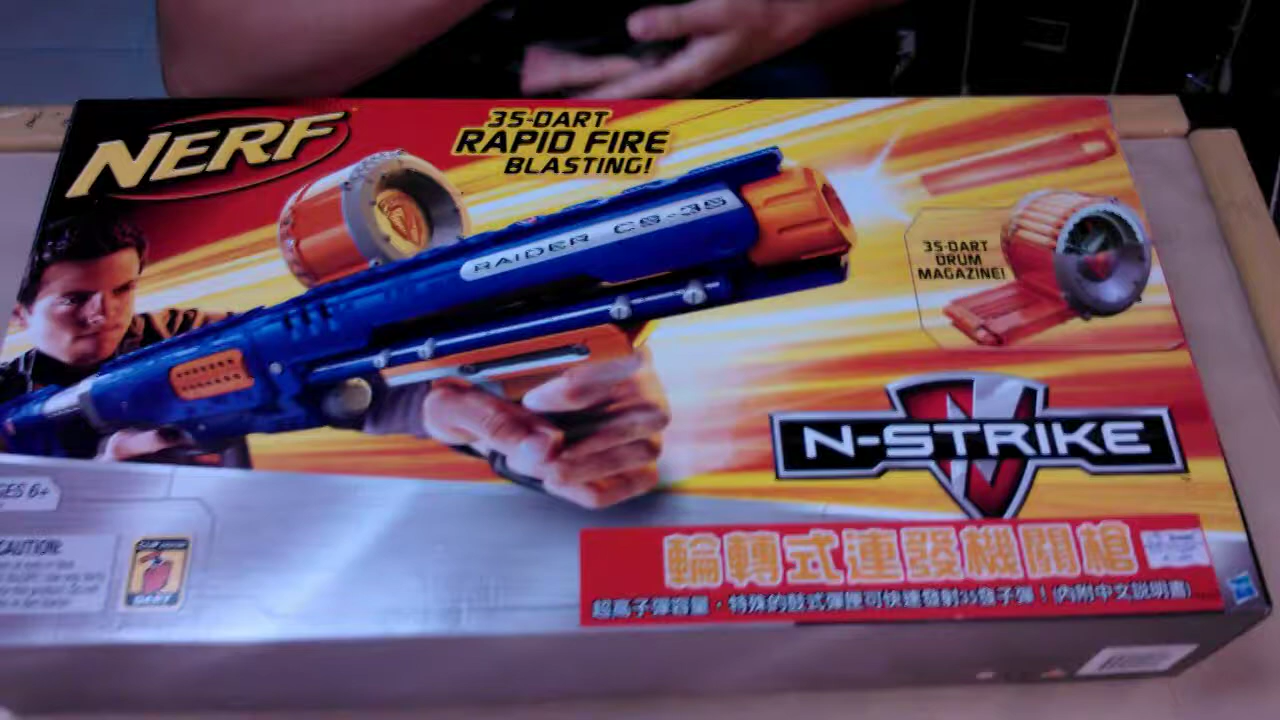 NERF
35-DART
RAPID FIRE
BLASTING!
RAIDER CS-35
35-DART
DRUM
MAGAZINE!
N-STRIKE
GES 6+
CAUTION:
DART
輪轉式連發機關槍
超高子彈容量,特殊的鼓式彈匣可快速發射35發子彈!(內附中文說明書)